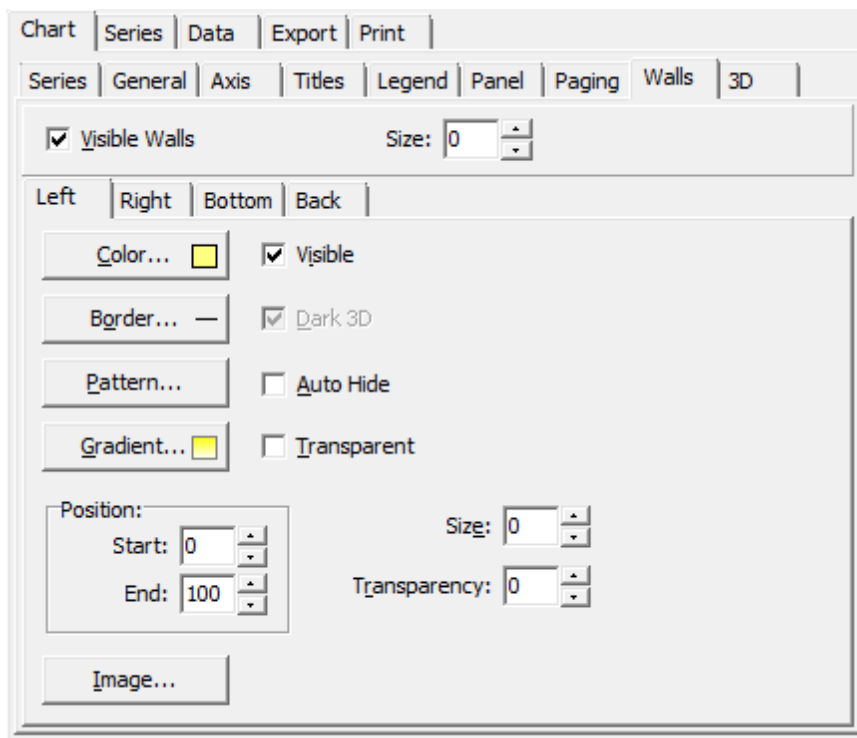 Chart Series Data Export Print
Series General Axis Titles Legend Panel Paging Walls 3D
Visible Walls Size: 0
Left Right Bottom Back
Color... Visible
Border... Dark 3D
Pattern... Auto Hide
Gradient... Transparent
Position:
Start: 0 Size: 0
End: 100 Transparency: 0
Image...